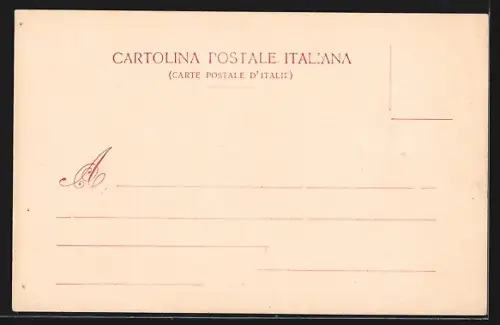 CARTOLINA POSTALE ITALIANA
(CARTE POSTALE D'ITALIE)
A